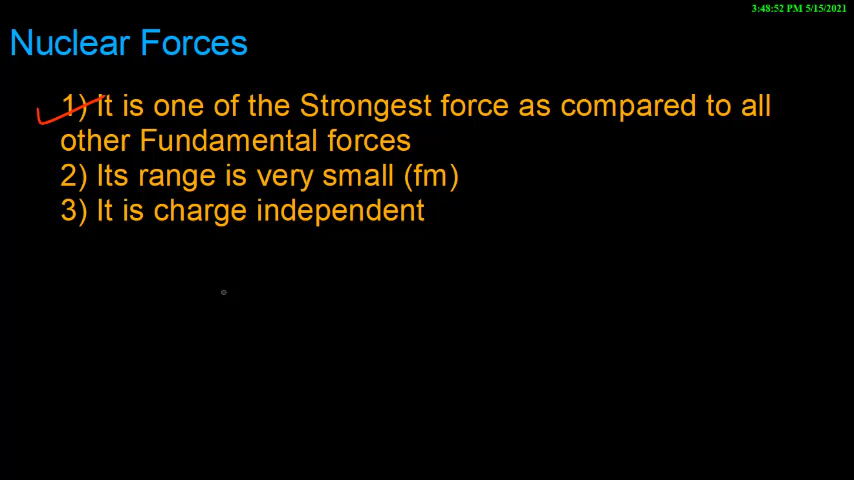 3:48:52 PM 5/15/2021
Nuclear Forces
1) It is one of the Strongest force as compared to all
other Fundamental forces
2) Its range is very small (fm)
3) It is charge independent